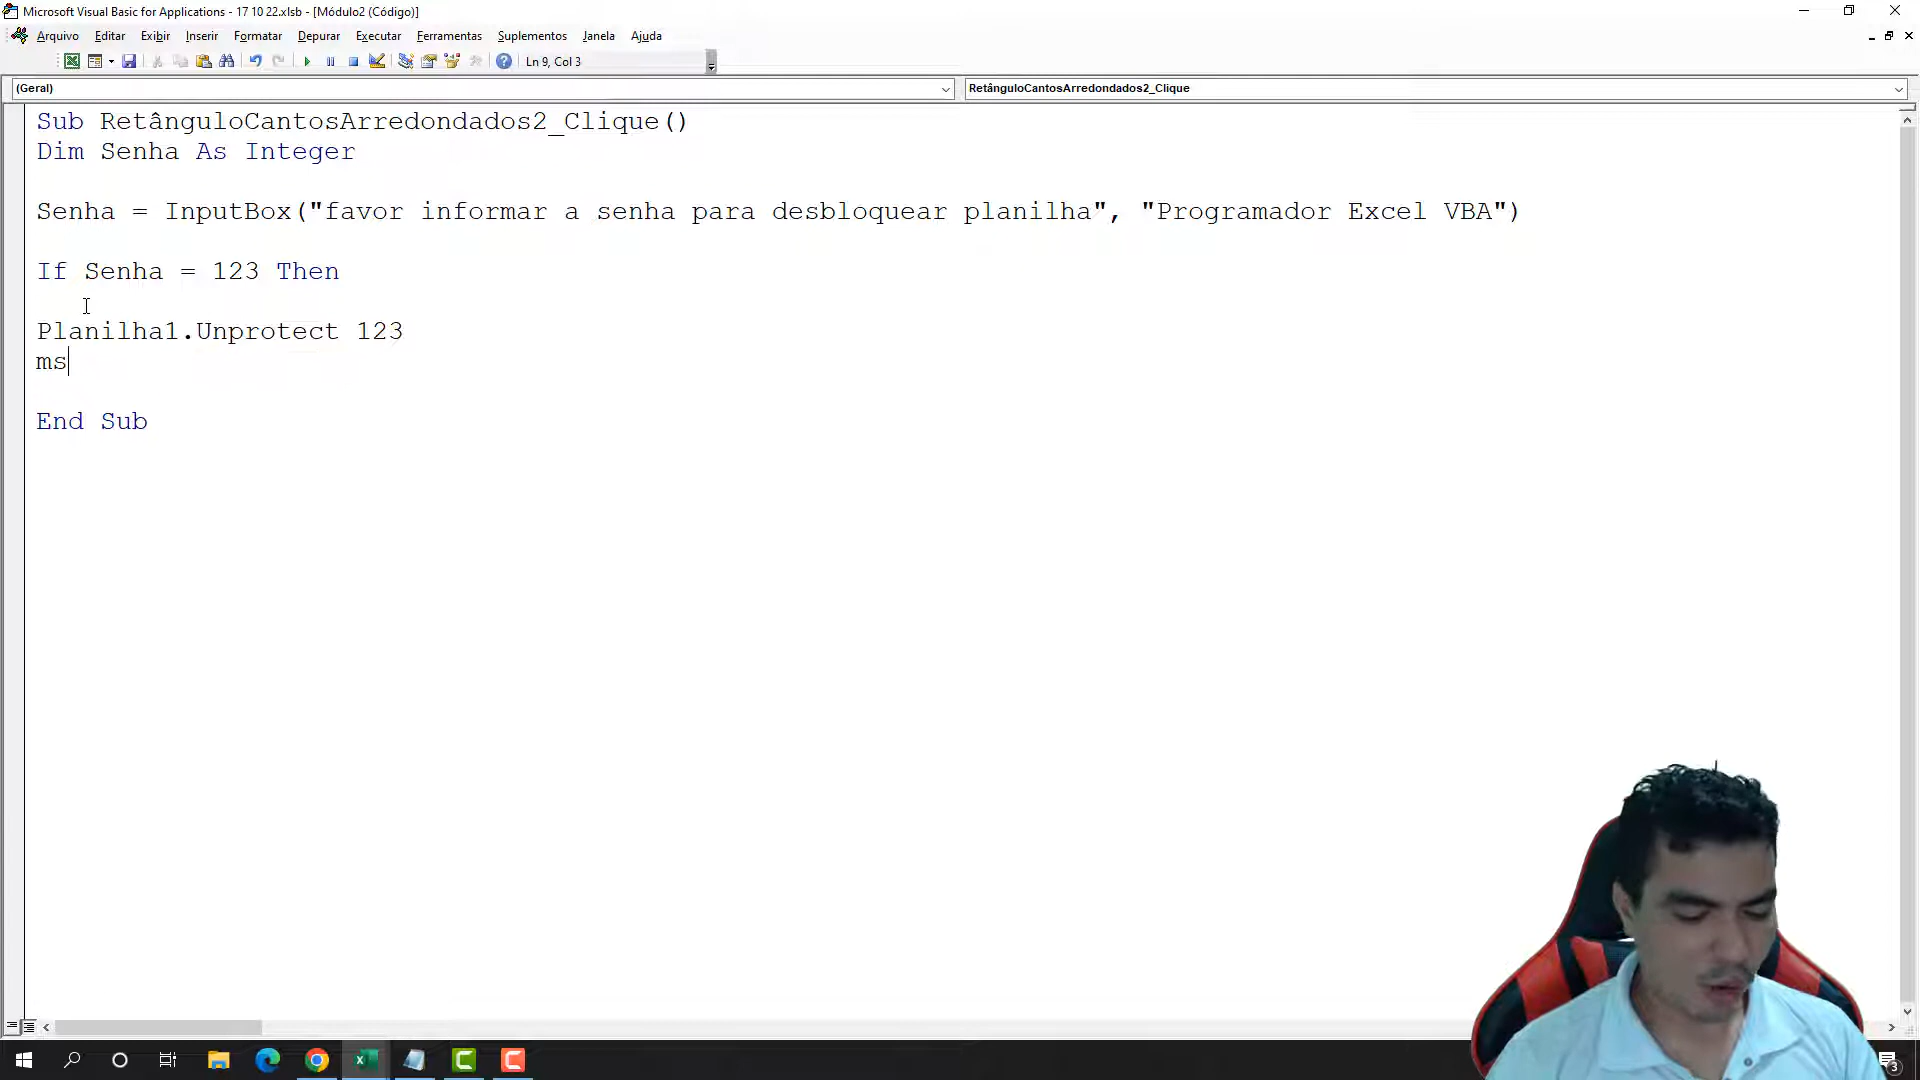 Microsoft Visual Basic for Applications - 17 10 22.xlsb - [Módulo2 (Código)]
Arquivo Editar Exibir Inserir Formatar Depurar Executar Ferramentas Suplementos Janela Ajuda
Ln 9, Col 3
(Geral) RetânguloCantosArredondados2_Clique
Sub RetânguloCantosArredondados2_Clique()
Dim Senha As Integer
Senha = InputBox("favor informar a senha para desbloquear planilha", "Programador Excel VBA")
If Senha = 123 Then
Planilha1.Unprotect 123
ms
End Sub
3